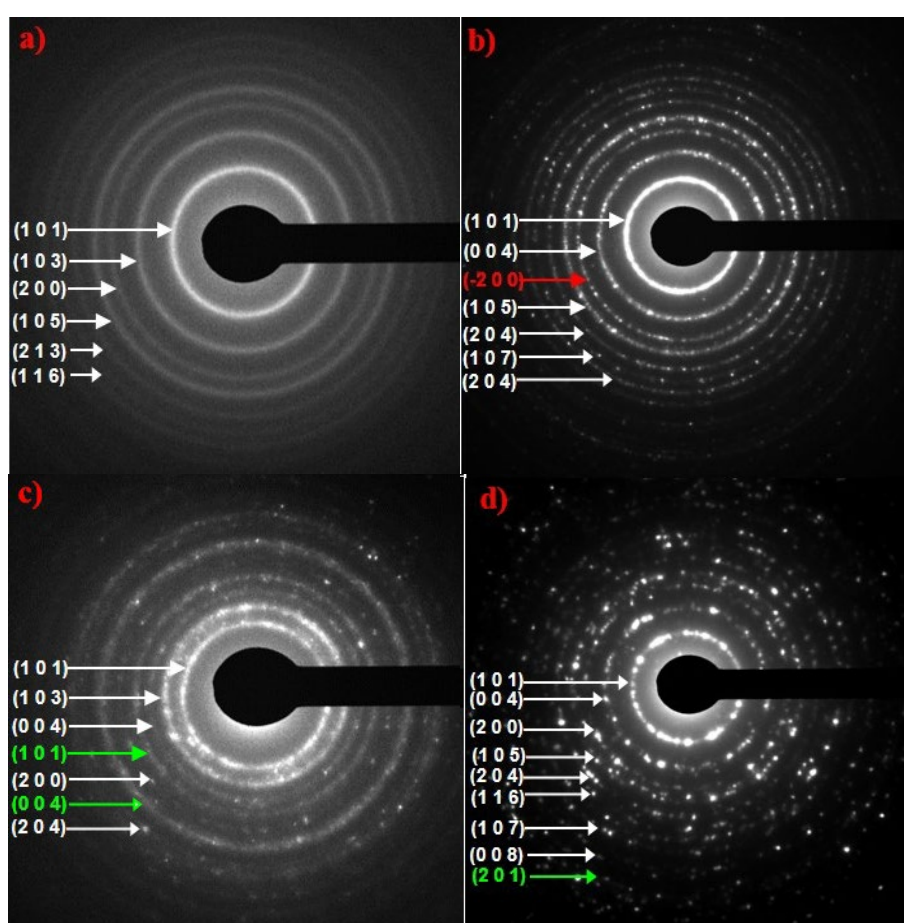 a)
(1 0 1)
(1 0 3)
(2 0 0)
(1 0 5)
(2 1 3)
(1 1 6)
b)
(1 0 1)
(0 0 4)
(-2 0 0)
(1 0 5)
(2 0 4)
(1 0 7)
(2 0 4)
c)
(1 0 1)
(1 0 3)
(0 0 4)
(1 0 1)
(2 0 0)
(0 0 4)
(2 0 4)
d)
(1 0 1)
(0 0 4)
(2 0 0)
(1 0 5)
(2 0 4)
(1 1 6)
(1 0 7)
(0 0 8)
(2 0 1)